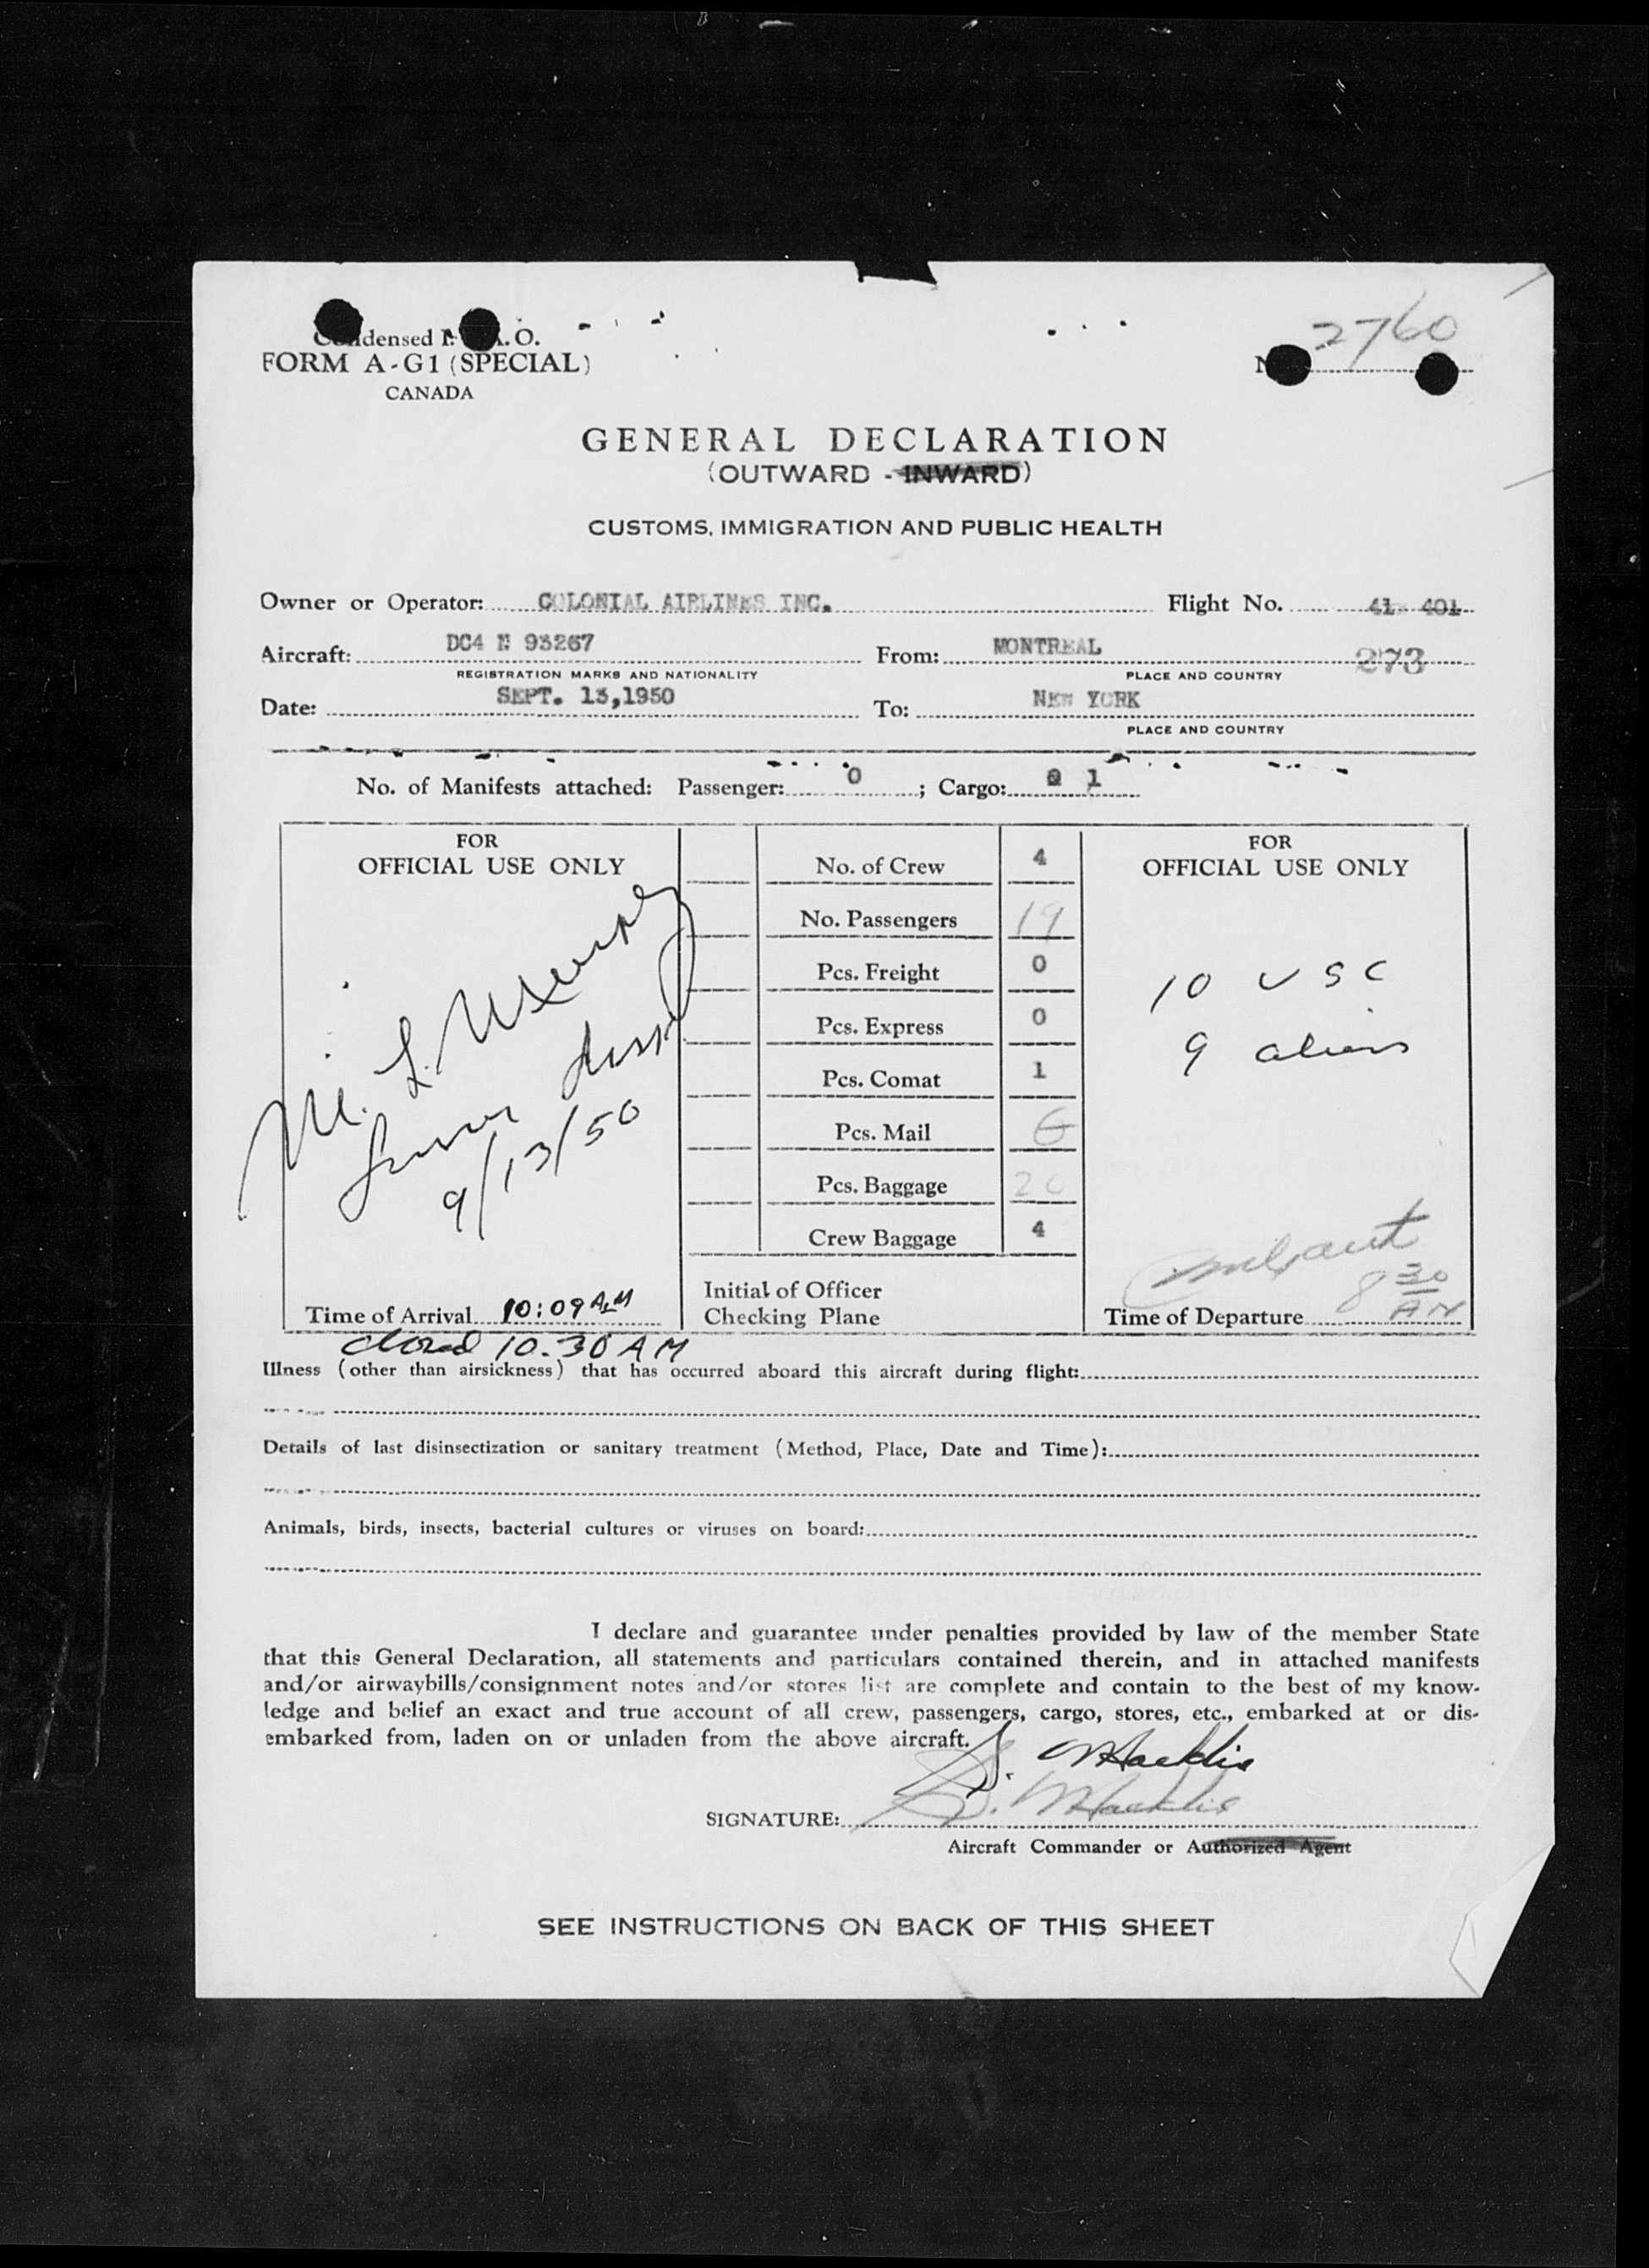 2760
FORM A-G1 (SPECIAL)
CANADA
GENERAL DECLARATION
(OUTWARD - INWARD)
CUSTOMS, IMMIGRATION AND PUBLIC HEALTH
Owner or Operator: COLONIAL AIRLINES INC. Flight No. 41 401
Aircraft: DC4 N 93267 From: MONTREAL 273
REGISTRATION MARKS AND NATIONALITY PLACE AND COUNTRY
Date: SEPT. 13,1950 To: NEW YORK
PLACE AND COUNTRY
No. of Manifests attached: Passenger: 0 ; Cargo: 1
FOR
OFFICIAL USE ONLY
M. L. Murphy
9/13/50
Time of Arrival 10:09 AM
closed 10.30 AM
No. of Crew 4
No. Passengers 19
Pcs. Freight 0
Pcs. Express 0
Pcs. Comat 1
Pcs. Mail
Pcs. Baggage
Crew Baggage 4
Initial of Officer
Checking Plane
FOR
OFFICIAL USE ONLY
10 USC
9 aliens
Time of Departure 8 30 AM
Illness (other than airsickness) that has occurred aboard this aircraft during flight:
Details of last disinsectization or sanitary treatment (Method, Place, Date and Time):
Animals, birds, insects, bacterial cultures or viruses on board:
I declare and guarantee under penalties provided by law of the member State
that this General Declaration, all statements and particulars contained therein, and in attached manifests
and/or airwaybills/consignment notes and/or stores list are complete and contain to the best of my know-
ledge and belief an exact and true account of all crew, passengers, cargo, stores, etc., embarked at or dis-
embarked from, laden on or unladen from the above aircraft.
S. Macklis
SIGNATURE: S. Macklis
Aircraft Commander or Authorized Agent
SEE INSTRUCTIONS ON BACK OF THIS SHEET